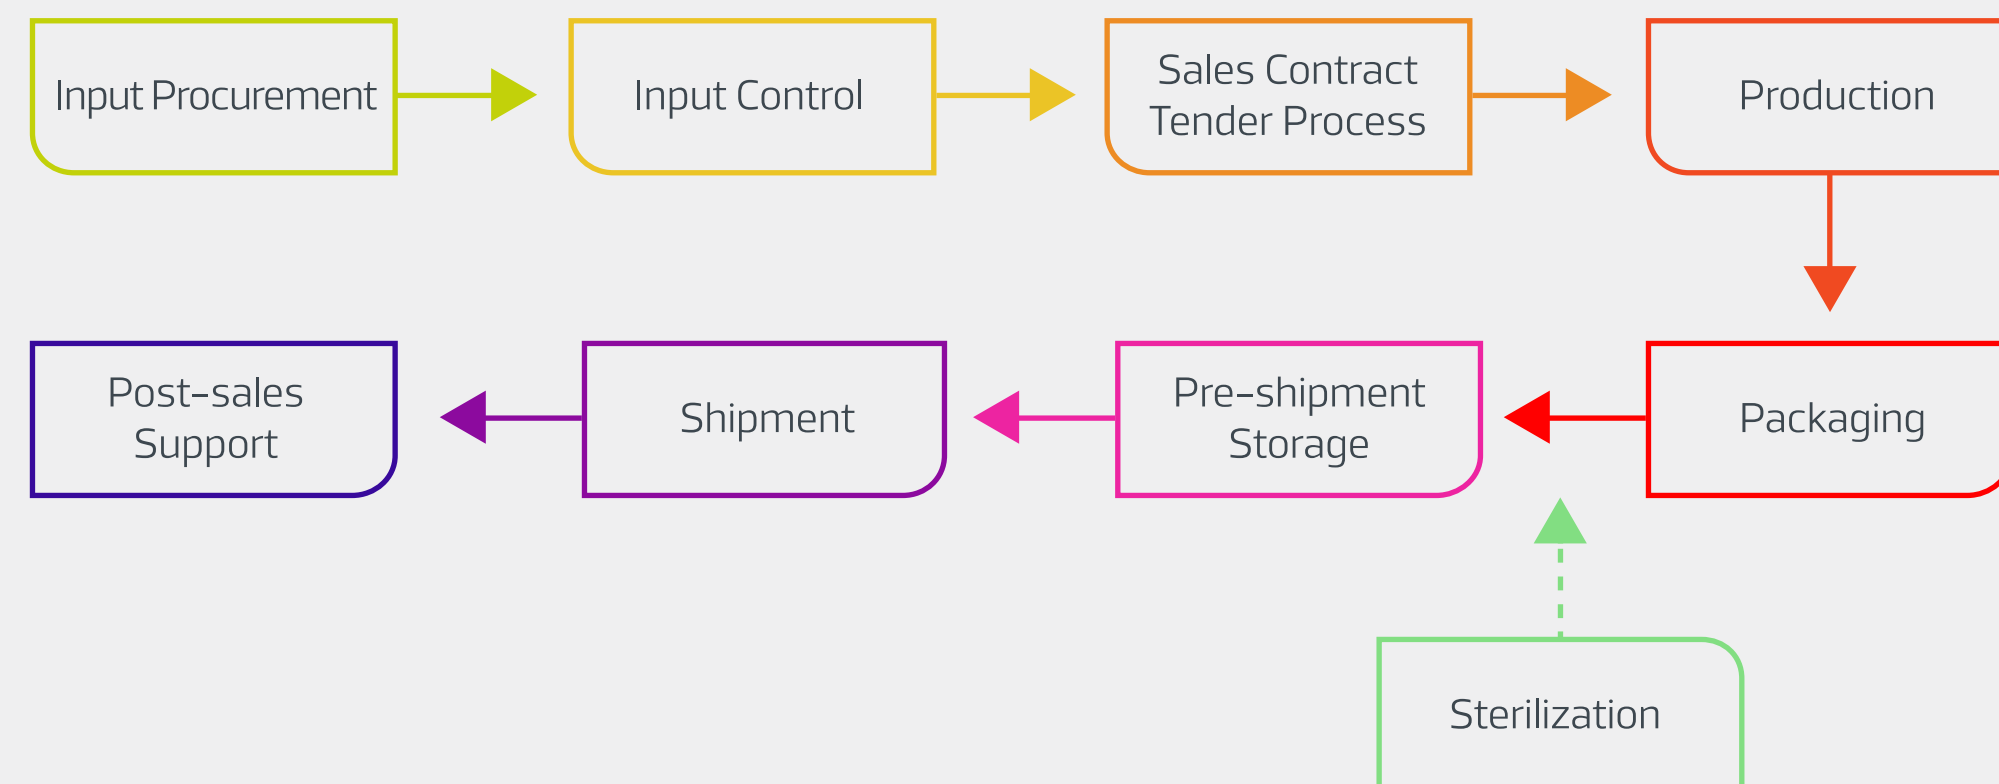 Input Procurement
Input Control
Sales Contract
Tender Process
Production
Post-sales
Support
Shipment
Pre-shipment
Storage
Packaging
Sterilization